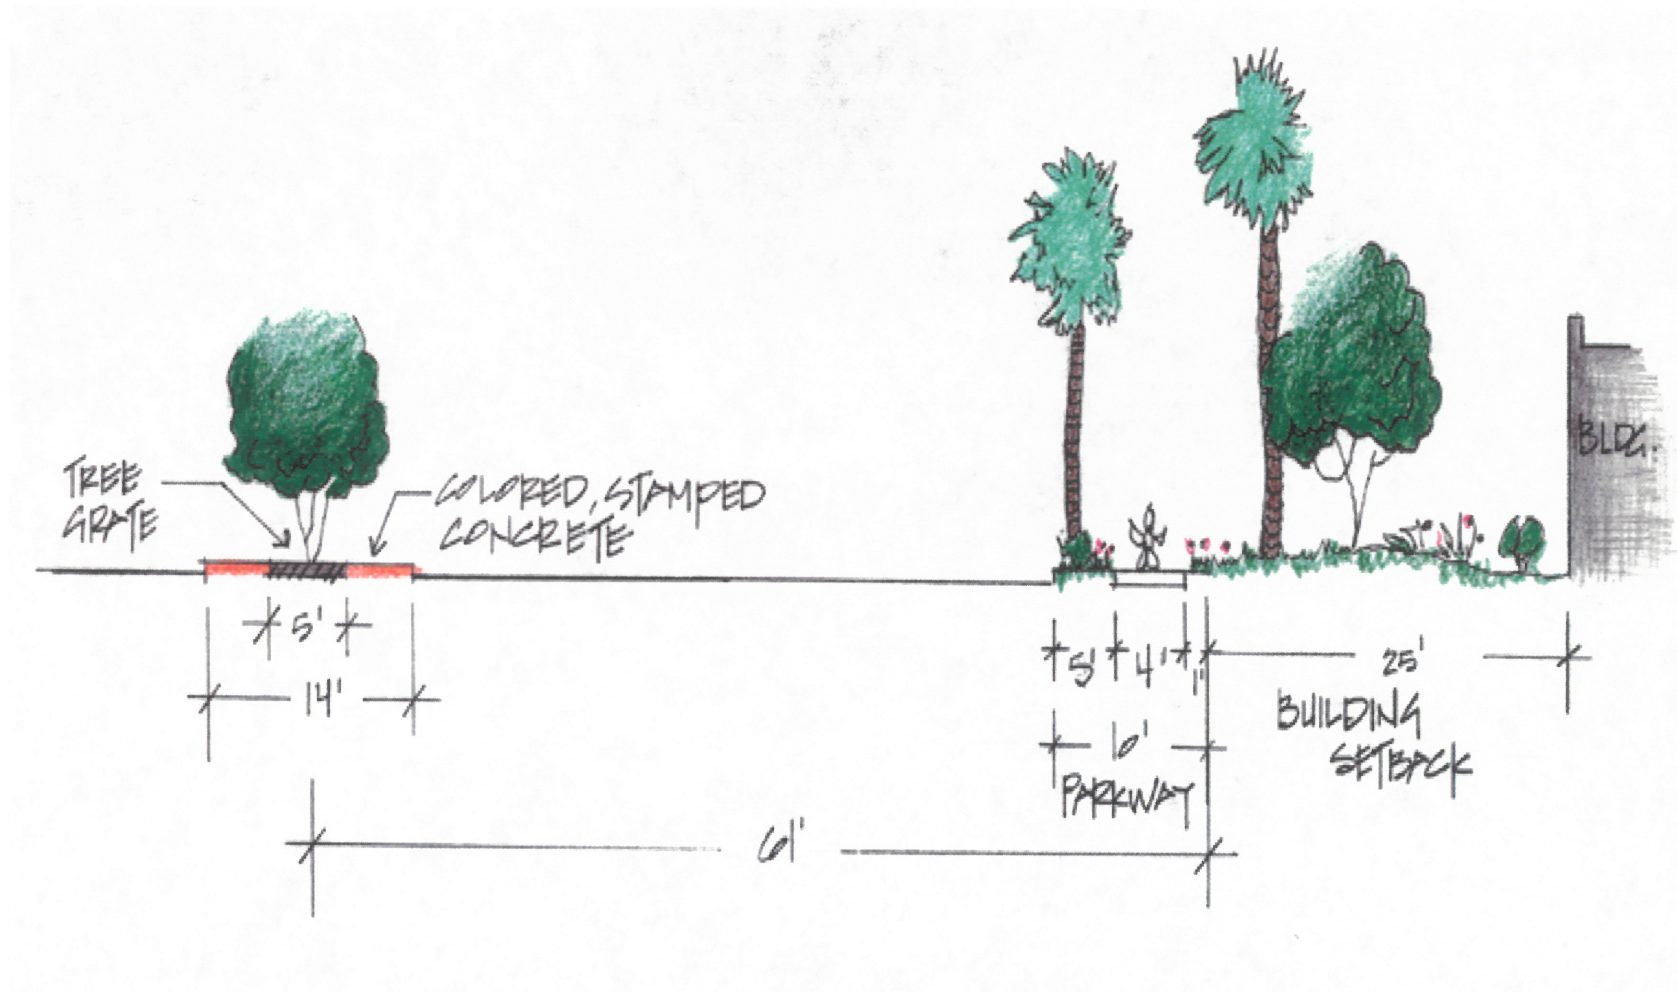 TREE
GRATE
COLORED, STAMPED
CONCRETE
BLDG.
5'
14'
5' 4' 1'
25'
BUILDING
SETBACK
10'
PARKWAY
61'